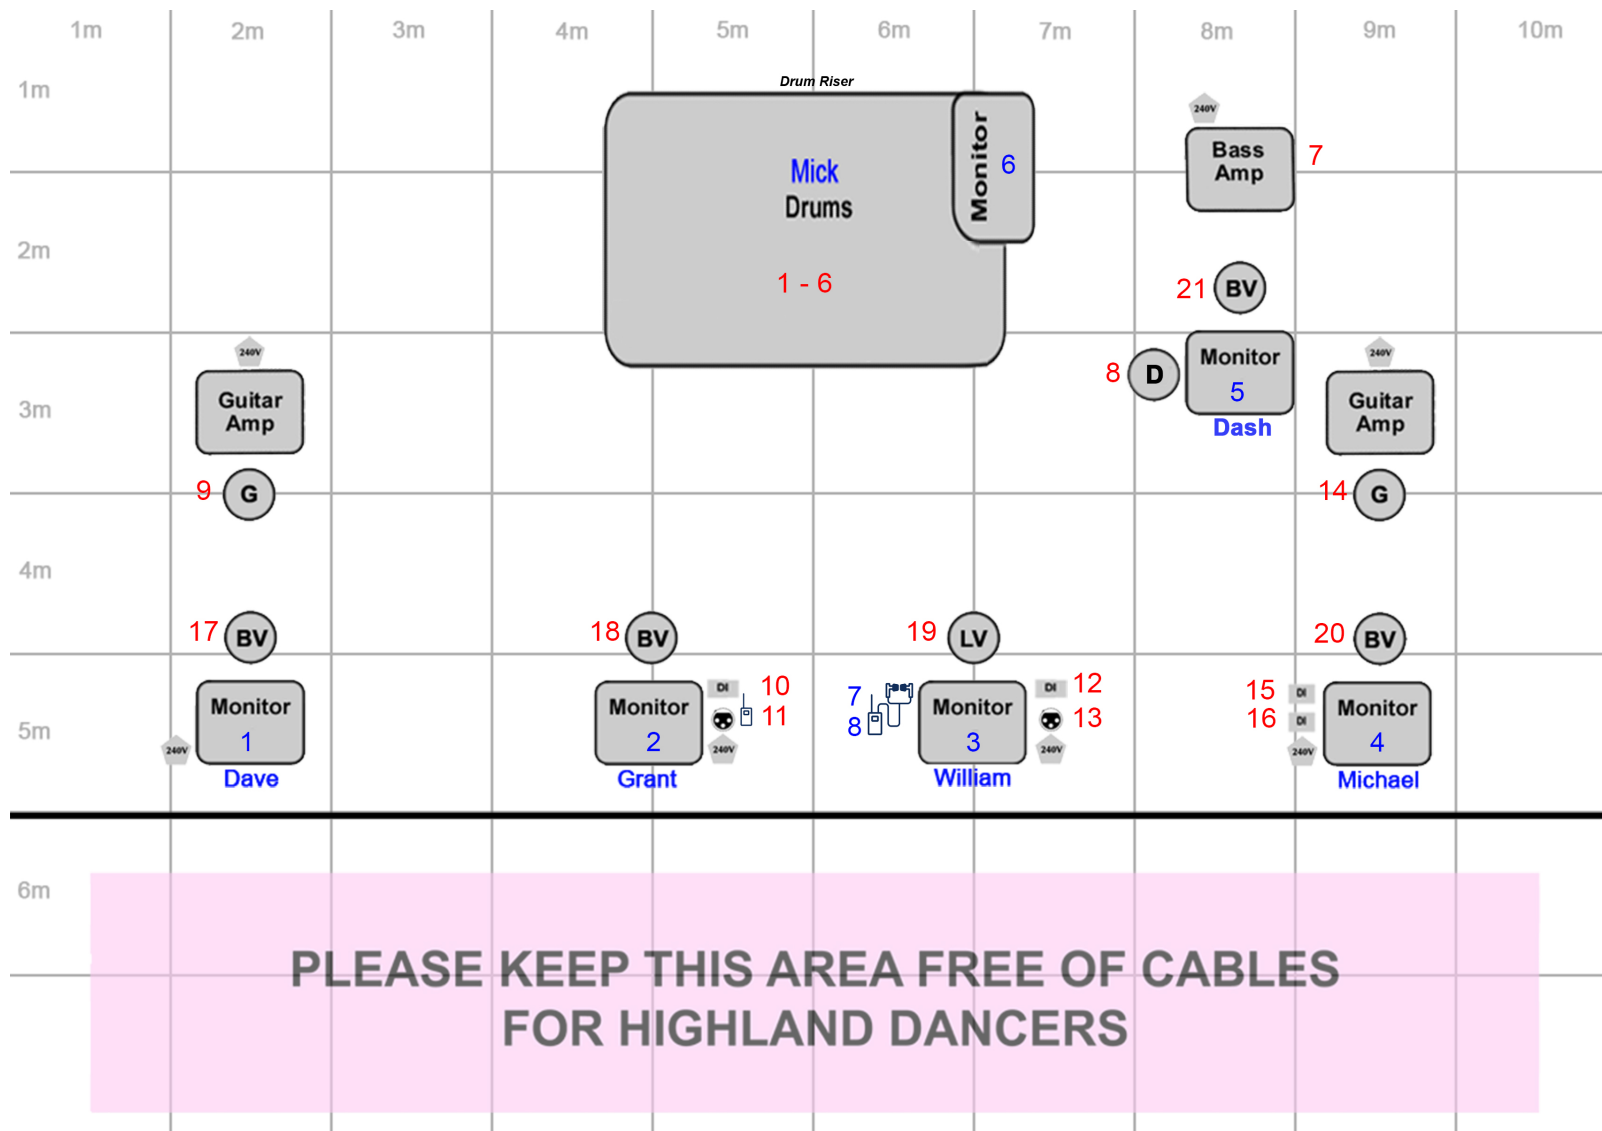 1m 2m 3m 4m 5m 6m 7m 8m 9m 10m
Drum Riser
1m
240V
Monitor
6
Bass
Amp
7
Mick
Drums
2m
1 - 6
21 BV
240V
240V
8 D
Monitor
5
Dash
Guitar
Amp
3m
Guitar
Amp
9 G
14 G
4m
17 BV
18 BV
19 LV
20 BV
Monitor
1
240V
Dave
Monitor
2
DI 10
11
240V
Grant
7
8
Monitor
3
DI 12
13
240V
William
15 DI
16 DI
240V
Monitor
4
Michael
5m
6m
PLEASE KEEP THIS AREA FREE OF CABLES
FOR HIGHLAND DANCERS